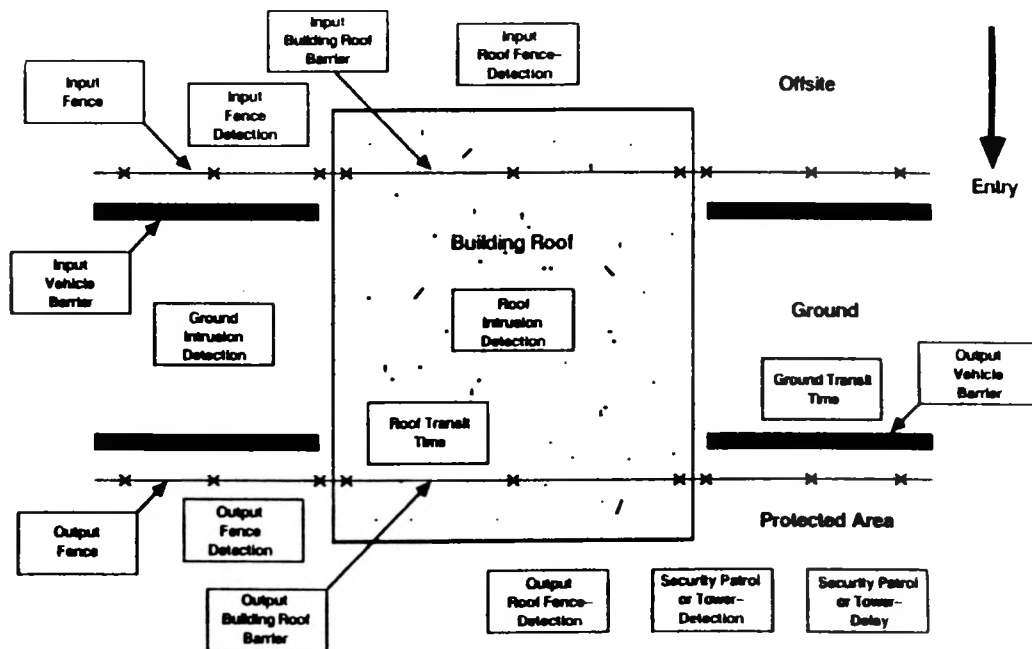 Input
Building Roof
Barrier
Input
Roof Fence–
Detection
Input
Fence
Input
Fence
Detection
Offsite
Entry
Building Roof
Input
Vehicle
Barrier
Ground
Intrusion
Detection
Roof
Intrusion
Detection
Ground
Ground Transit
Time
Output
Vehicle
Barrier
Roof Transit
Time
Output
Fence
Output
Fence
Detection
Protected Area
Output
Building Roof
Barrier
Output
Roof Fence–
Detection
Security Patrol
or Tower–
Detection
Security Patrol
or Tower–
Delay